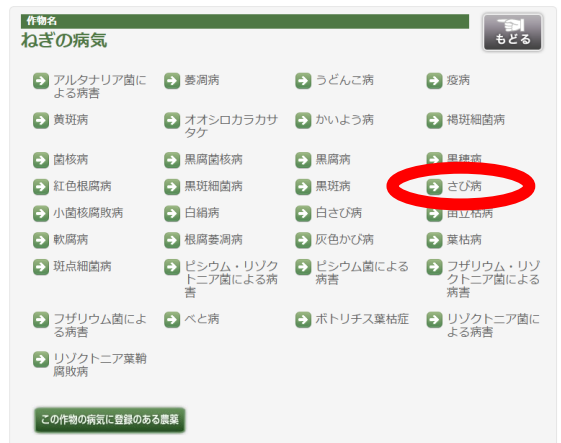 作物名
ねぎの病気
もどる
アルタナリア菌に
よる病害
萎凋病
うどんこ病
疫病
黄斑病
オオシロカラカサ
タケ
かいよう病
褐斑細菌病
菌核病
黒腐菌核病
黒腐病
黒穂病
紅色根腐病
黒斑細菌病
黒斑病
さび病
小菌核腐敗病
白絹病
白さび病
苗立枯病
軟腐病
根腐萎凋病
灰色かび病
葉枯病
斑点細菌病
ピシウム・リゾク
トニア菌による病
害
ピシウム菌による
病害
フザリウム・リゾ
クトニア菌による
病害
フザリウム菌によ
る病害
べと病
ボトリチス葉枯症
リゾクトニア菌に
よる病害
リゾクトニア葉鞘
腐敗病
この作物の病気に登録のある農薬